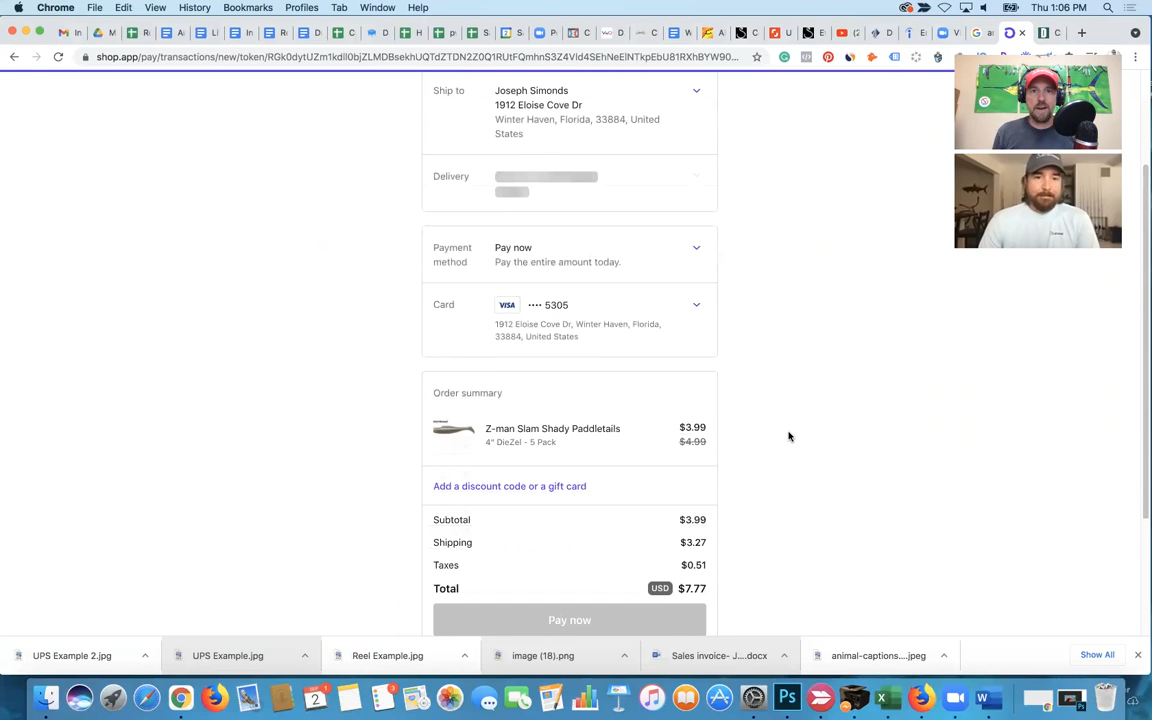 Chrome File Edit View History Bookmarks Profiles Tab Window Help Thu 1:06 PM
shop.app/pay/transactions/new/token/RGk0dytUZm1kdll0bjZLMDBsekhUQTdZTDN2Z0Q1RUtFQmhnS3Z4Vld4SEhNeElNTkpEbU81RXhBYW90...
Ship to
Joseph Simonds
1912 Eloise Cove Dr
Winter Haven, Florida, 33884, United
States
Delivery
Payment
method
Pay now
Pay the entire amount today.
Card
VISA •••• 5305
1912 Eloise Cove Dr, Winter Haven, Florida,
33884, United States
Order summary
Z-man Slam Shady Paddletails $3.99
4" DieZel - 5 Pack $4.99
Add a discount code or a gift card
Subtotal $3.99
Shipping $3.27
Taxes $0.51
Total USD $7.77
Pay now
UPS Example 2.jpg UPS Example.jpg Reel Example.jpg image (18).png Sales invoice- J....docx animal-captions....jpeg Show All